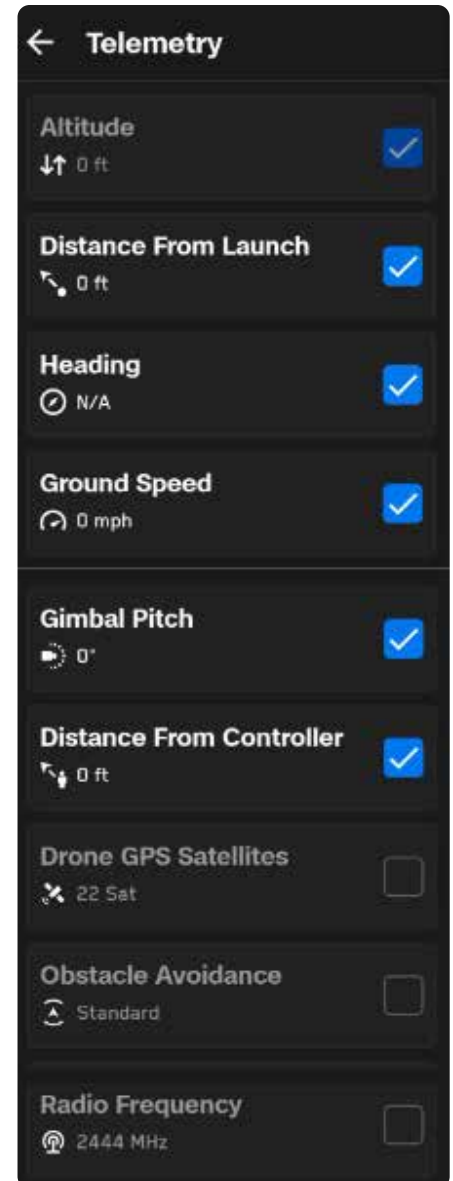 Telemetry
Altitude
0 ft
Distance From Launch
0 ft
Heading
N/A
Ground Speed
0 mph
Gimbal Pitch
0°
Distance From Controller
0 ft
Drone GPS Satellites
22 Sat
Obstacle Avoidance
Standard
Radio Frequency
2444 MHz